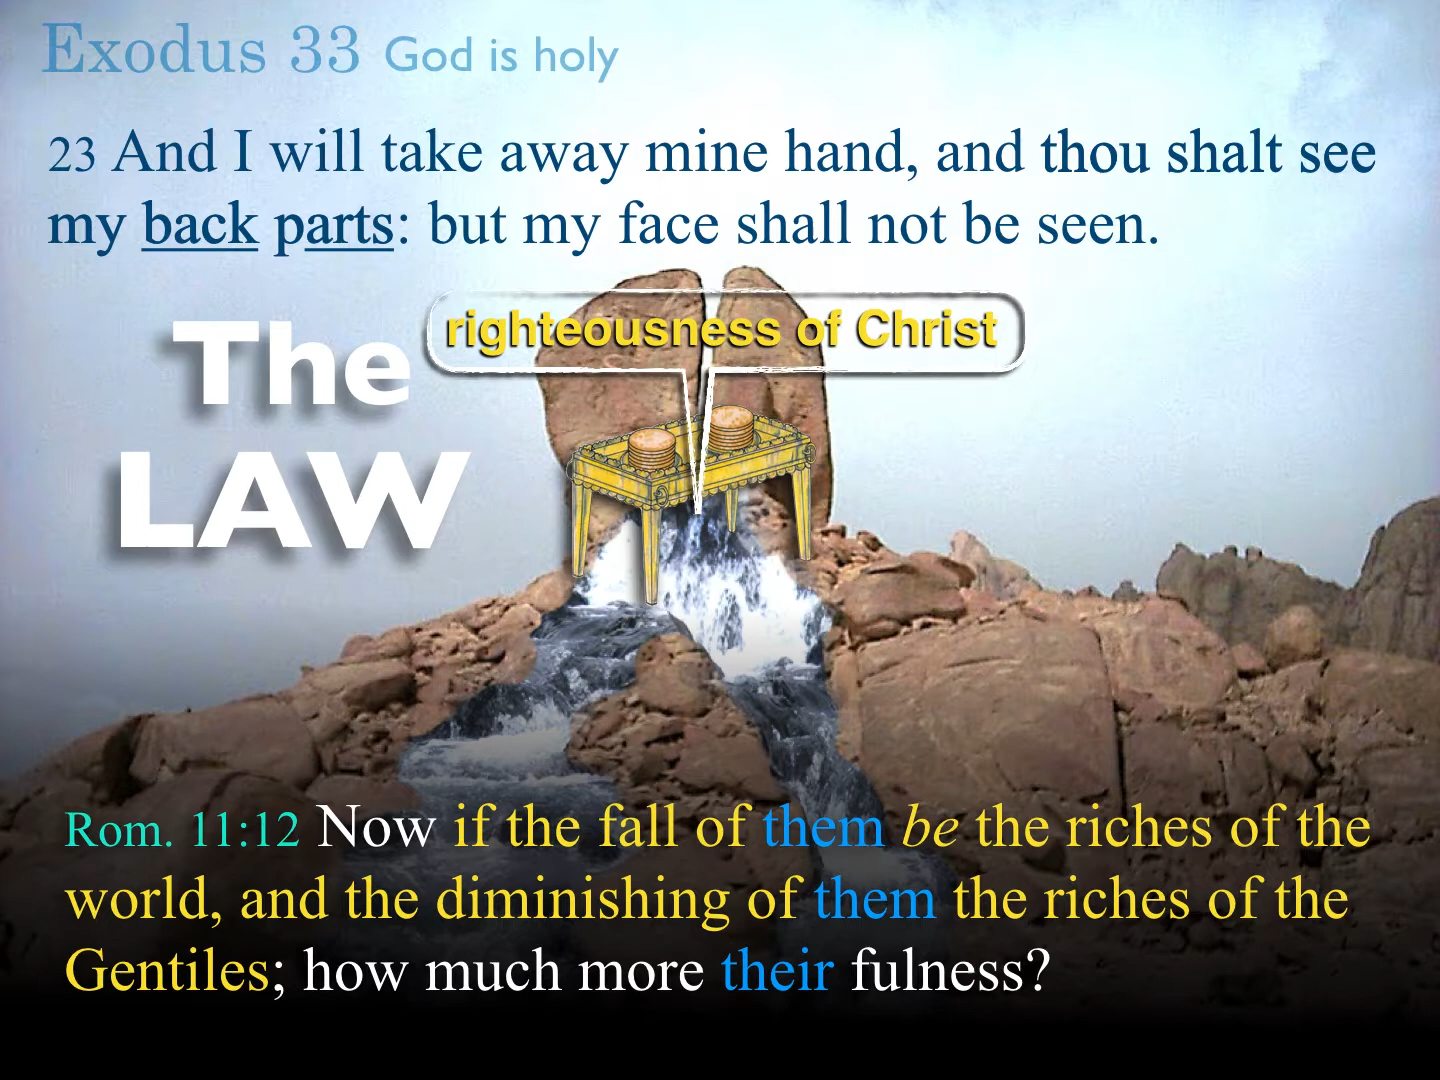 Exodus 33 God is holy
23 And I will take away mine hand, and thou shalt see
my back parts: but my face shall not be seen.
righteousness of Christ
The
LAW
Rom. 11:12 Now if the fall of them be the riches of the
world, and the diminishing of them the riches of the
Gentiles; how much more their fulness?